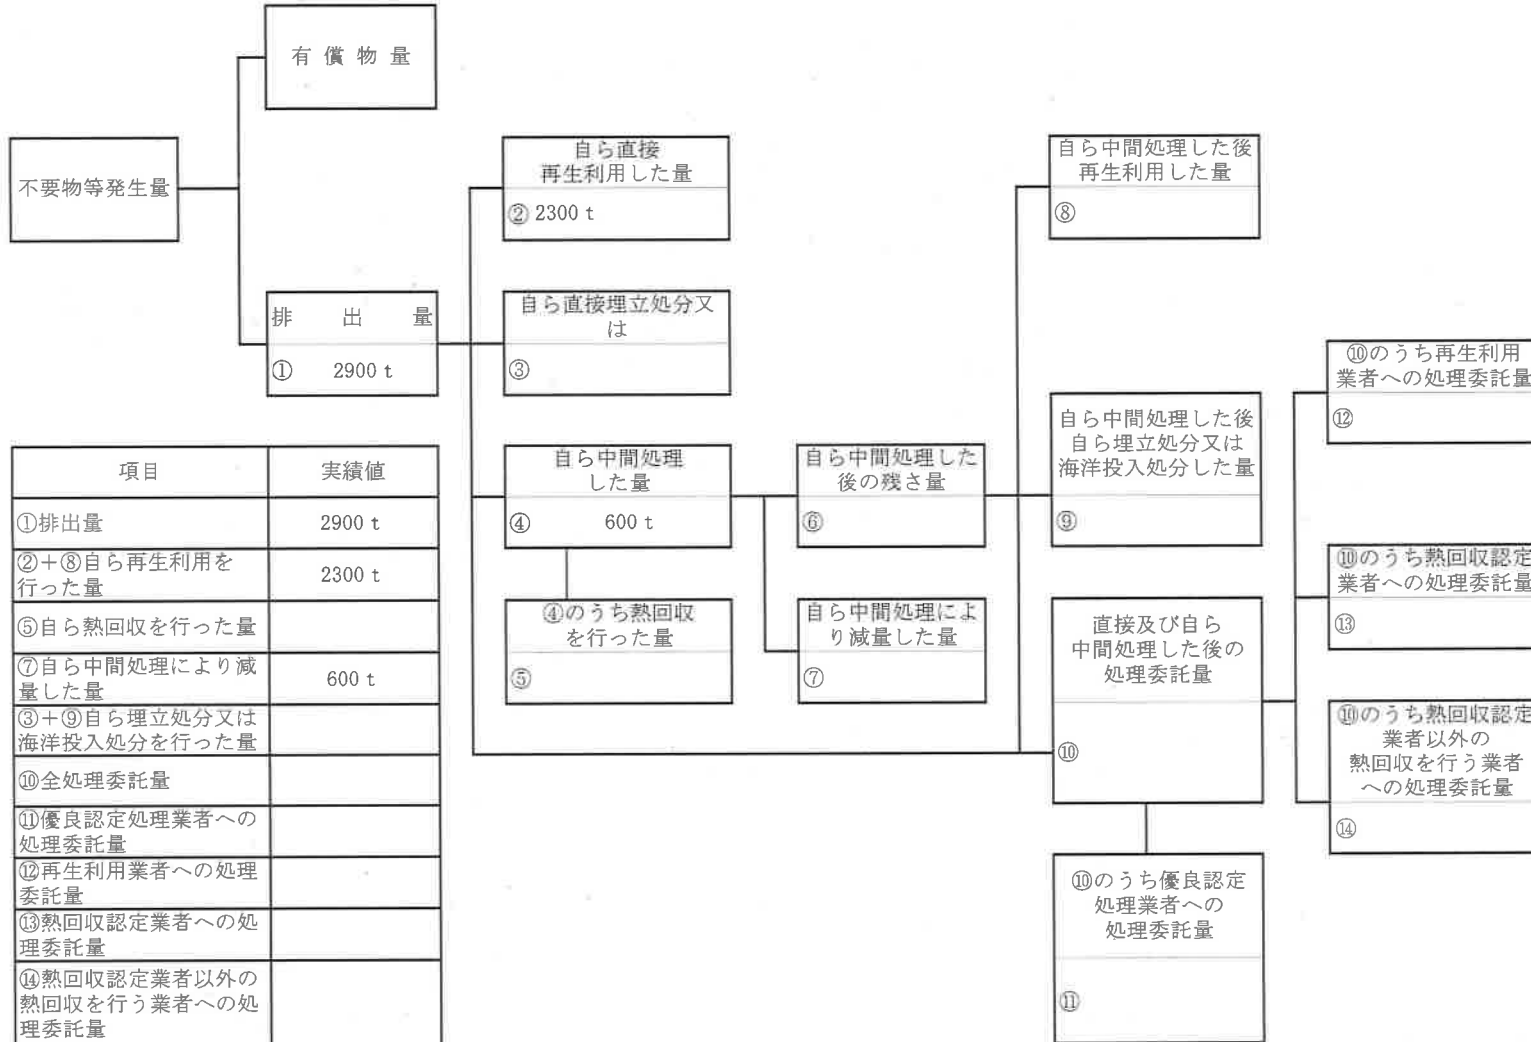 有 償 物 量
不要物等発生量
排 出 量
① 2900 t
自ら直接
再生利用した量
② 2300 t
自ら直接埋立処分又
は
③
自ら中間処理
した量
④ 600 t
④のうち熱回収
を行った量
⑤
自ら中間処理した
後の残さ量
⑥
自ら中間処理によ
り減量した量
⑦
自ら中間処理した後
再生利用した量
⑧
自ら中間処理した後
自ら埋立処分又は
海洋投入処分した量
⑨
直接及び自ら
中間処理した後の
処理委託量
⑩
⑩のうち優良認定
処理業者への
処理委託量
⑪
⑩のうち再生利用
業者への処理委託量
⑫
⑩のうち熱回収認定
業者への処理委託量
⑬
⑩のうち熱回収認定
業者以外の
熱回収を行う業者
への処理委託量
⑭
項目 実績値
①排出量 2900 t
②+⑧自ら再生利用を
行った量 2300 t
⑤自ら熱回収を行った量
⑦自ら中間処理により減
量した量 600 t
③+⑨自ら埋立処分又は
海洋投入処分を行った量
⑩全処理委託量
⑪優良認定処理業者への
処理委託量
⑫再生利用業者への処理
委託量
⑬熱回収認定業者への処
理委託量
⑭熱回収認定業者以外の
熱回収を行う業者への処
理委託量